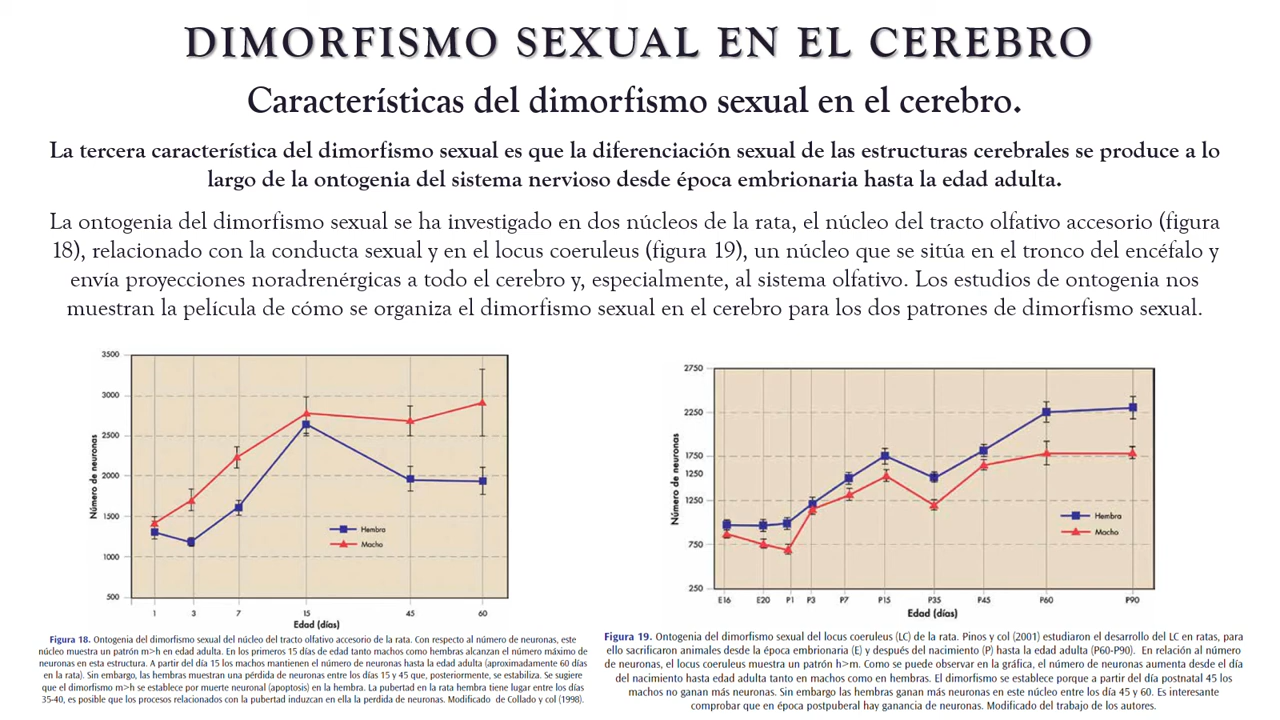 DIMORFISMO SEXUAL EN EL CEREBRO
Características del dimorfismo sexual en el cerebro.
La tercera característica del dimorfismo sexual es que la diferenciación sexual de las estructuras cerebrales se produce a lo
largo de la ontogenia del sistema nervioso desde época embrionaria hasta la edad adulta.
La ontogenia del dimorfismo sexual se ha investigado en dos núcleos de la rata, el núcleo del tracto olfativo accesorio (figura
18), relacionado con la conducta sexual y en el locus coeruleus (figura 19), un núcleo que se sitúa en el tronco del encéfalo y
envía proyecciones noradrenérgicas a todo el cerebro y, especialmente, al sistema olfativo. Los estudios de ontogenia nos
muestran la película de cómo se organiza el dimorfismo sexual en el cerebro para los dos patrones de dimorfismo sexual.
3500
3000
2500
2000
1500
1000
500
Número de neuronas
Hembra
Macho
1 3 7 15 45 60
Edad (días)
Figura 18. Ontogenia del dimorfismo sexual del núcleo del tracto olfativo accesorio de la rata. Con respecto al número de neuronas, este
núcleo muestra un patrón m>h en edad adulta. En los primeros 15 días de edad tanto machos como hembras alcanzan el número máximo de
neuronas en esta estructura. A partir del día 15 los machos mantienen el número de neuronas hasta la edad adulta (aproximadamente 60 días
en la rata). Sin embargo, las hembras muestran una pérdida de neuronas entre los días 15 y 45 que, posteriormente, se estabiliza. Se sugiere
que el dimorfismo m>h se establece por muerte neuronal (apoptosis) en la hembra. La pubertad en la rata hembra tiene lugar entre los días
35-40, es posible que los procesos relacionados con la pubertad induzcan en ella la perdida de neuronas. Modificado de Collado y col (1998).
2750
2250
1750
1250
1250
750
250
Número de neuronas
Hembra
Macho
E16 E20 P1 P3 P7 P15 P35 P45 P60 P90
Edad (días)
Figura 19. Ontogenia del dimorfismo sexual del locus coeruleus (LC) de la rata. Pinos y col (2001) estudiaron el desarrollo del LC en ratas, para
ello sacrificaron animales desde la época embrionaria (E) y después del nacimiento (P) hasta la edad adulta (P60-P90). En relación al número
de neuronas, el locus coeruleus muestra un patrón h>m. Como se puede observar en la gráfica, el número de neuronas aumenta desde el día
del nacimiento hasta edad adulta tanto en machos como en hembras. El dimorfismo se establece porque a partir del día postnatal 45 los
machos no ganan más neuronas. Sin embargo las hembras ganan más neuronas en este núcleo entre los día 45 y 60. Es interesante
comprobar que en época postpuberal hay ganancia de neuronas. Modificado del trabajo de los autores.